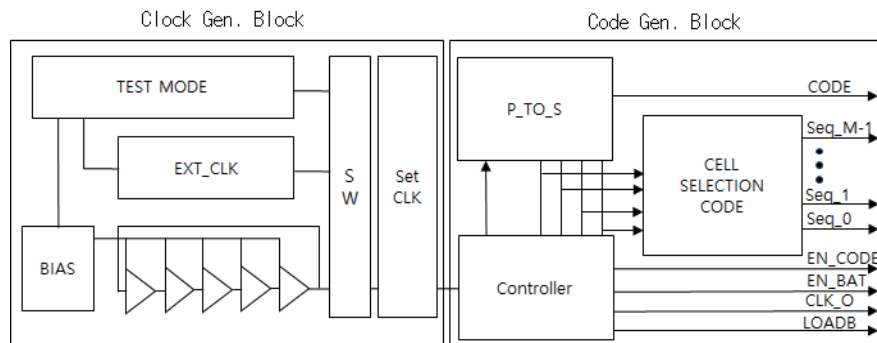 Clock Gen. Block
Code Gen. Block
TEST MODE
EXT_CLK
BIAS
S
W
Set
CLK
P_TO_S
Controller
CELL
SELECTION
CODE
CODE
Seq_M-1
Seq_1
Seq_0
EN_CODE
EN_BAT
CLK_O
LOADB